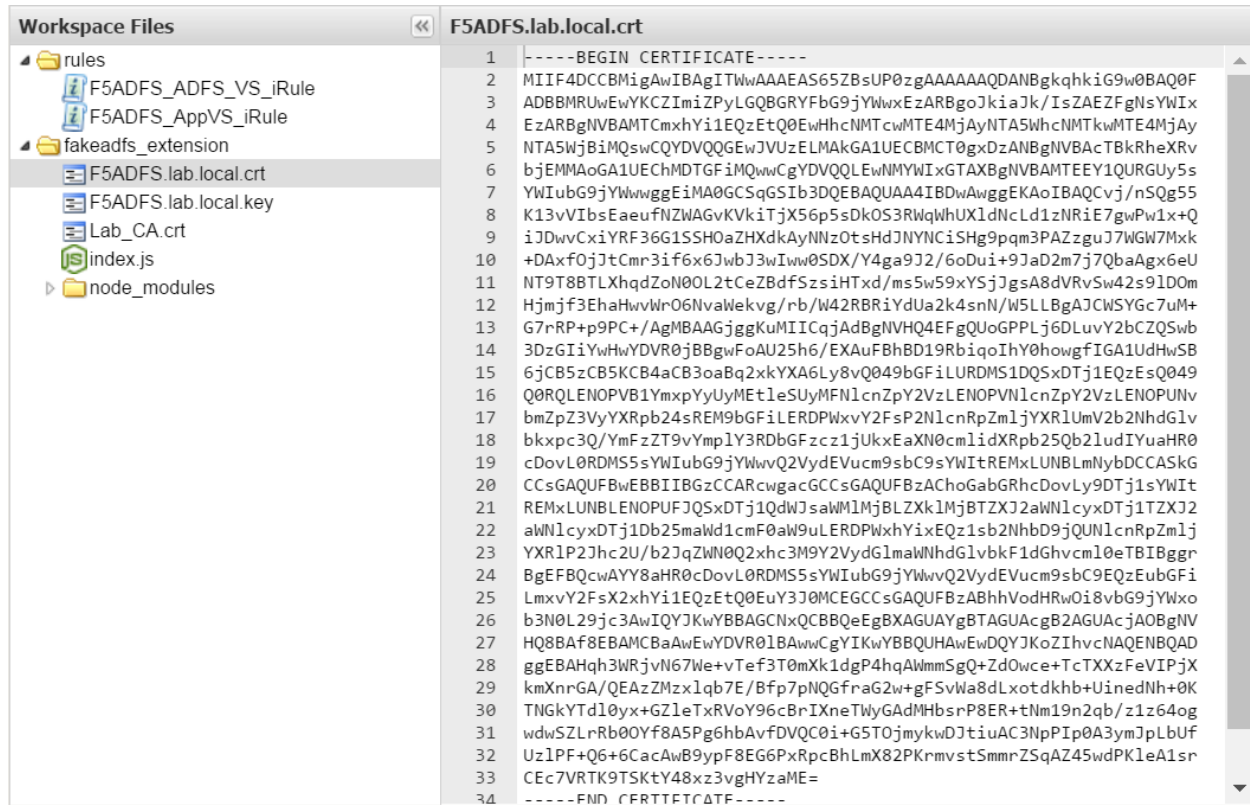 Workspace Files
rules
F5ADFS_ADFS_VS_iRule
F5ADFS_AppVS_iRule
fakeadfs_extension
F5ADFS.lab.local.crt
F5ADFS.lab.local.key
Lab_CA.crt
index.js
node_modules
F5ADFS.lab.local.crt
1 -----BEGIN CERTIFICATE-----
2 MIIF4DCCBMigAwIBAgITWwAAAEAS65ZBsUP0zgAAAAAAQDANBgkqhkiG9w0BAQ0F
3 ADBBMRUwEwYKCZImiZPyLGQBGRYFbG9jYWwxEzARBgoJkiaJk/IsZAEZFgNsYWIx
4 EzARBgNVBAMTCmxhYi1EQzEtQ0EwHhcNMTcwMTE4MjAyNTA5WhcNMTkwMTE4MjAy
5 NTA5WjBiMQswCQYDVQQGEwJVUzELMAkGA1UECBMCT0gxDzANBgNVBAcTBkRheXRv
6 bjEMMAoGA1UEChMDTGFiMQwwCgYDVQQLEwNMYWIxGTAXBgNVBAMTEEY1QURGUy5s
7 YWIubG9jYWwwggEiMA0GCSqGSIb3DQEBAQUAA4IBDwAwggEKAoIBAQCvj/nSQg55
8 K13vVIbsEaeufNZWAGvKVkiTjX56p5sDkOS3RWqWhUXldNcLd1zNRiE7gwPw1x+Q
9 iJDwvCxiYRF36G1SSHOaZHXdkAyNNzOtsHdJNYNCiSHg9pqm3PAZzguJ7WGW7Mxk
10 +DAxfOjJtCmr3if6x6JwbJ3wIww0SDX/Y4ga9J2/6oDui+9JaD2m7j7QbaAgx6eU
11 NT9T8BTLXhqdZoN0OL2tCeZBdfSzsiHTxd/ms5w59xYSjJgsA8dVRvSw42s9lDOm
12 Hjmjf3EhaHwvWrO6NvaWekvg/rb/W42RBRiYdUa2k4snN/W5LLBgAJCWSYGc7uM+
13 G7rRP+p9PC+/AgMBAAGjggKuMIICqjAdBgNVHQ4EFgQUoGPPLj6DLuvY2bCZQSwb
14 3DzGIiYwHwYDVR0jBBgwFoAU25h6/EXAuFBhBD19RbiqoIhY0howgfIGA1UdHwSB
15 6jCB5zCB5KCB4aCB3oaBq2xkYXA6Ly8vQ049bGFiLURDMS1DQSxDTj1EQzEsQ049
16 Q0RQLENOPVB1YmxpYyUyMEtleSUyMFNlcnZpY2VzLENOPVNlcnZpY2VzLENOPUNv
17 bmZpZ3VyYXRpb24sREM9bGFiLERDPWxvY2FsP2NlcnRpZmljYXRlUmV2b2NhdGlv
18 bkxpc3Q/YmFzZT9vYmplY3RDbGFzcz1jUkxEaXN0cmlidXRpb25Qb2ludIYuaHR0
19 cDovL0RDMS5sYWIubG9jYWwvQ2VydEVucm9sbC9sYWItREMxLUNBLmNybDCCASkG
20 CCsGAQUFBwEBBIIBGzCCARcwgacGCCsGAQUFBzAChoGabGRhcDovLy9DTj1sYWIt
21 REMxLUNBLENOPUFJQSxDTj1QdWJsaWMlMjBLZXklMjBTZXJ2aWNlcyxDTj1TZXJ2
22 aWNlcyxDTj1Db25maWd1cmF0aW9uLERDPWxhYixEQz1sb2NhbD9jQUNlcnRpZmlj
23 YXRlP2Jhc2U/b2JqZWN0Q2xhc3M9Y2VydGlmaWNhdGlvbkF1dGhvcml0eTBIBggr
24 BgEFBQcwAYY8aHR0cDovL0RDMS5sYWIubG9jYWwvQ2VydEVucm9sbC9EQzEubGFi
25 LmxvY2FsX2xhYi1EQzEtQ0EuY3J0MCEGCCsGAQUFBzABhhVodHRwOi8vbG9jYWxo
26 b3N0L29jc3AwIQYJKwYBBAGCNxQCBBQeEgBXAGUAYgBTAGUAcgB2AGUAcjAOBgNV
27 HQ8BAf8EBAMCBaAwEwYDVR0lBAwwCgYIKwYBBQUHAwEwDQYJKoZIhvcNAQENBQAD
28 ggEBAHqh3WRjvN67We+vTef3T0mXk1dgP4hqAWmmSgQ+ZdOwce+TcTXXzFeVIPjX
29 kmXnrGA/QEAzZMzxlqb7E/Bfp7pNQGfraG2w+gFSvWa8dLxotdkhb+UinedNh+0K
30 TNGkYTdl0yx+GZleTxRVoY96cBrIXneTWyGAdMHbsrP8ER+tNm19n2qb/z1z64og
31 wdwSZLrRb0OYf8A5Pg6hbAvfDVQC0i+G5TOjmykwDJtiuAC3NpPIp0A3ymJpLbUf
32 UzlPF+Q6+6CacAwB9ypF8EG6PxRpcBhLmX82PKrmvstSmmrZSqAZ45wdPKleA1sr
33 CEc7VRTK9TSKtY48xz3vgHYzaME=
34 -----END CERTIFICATE-----